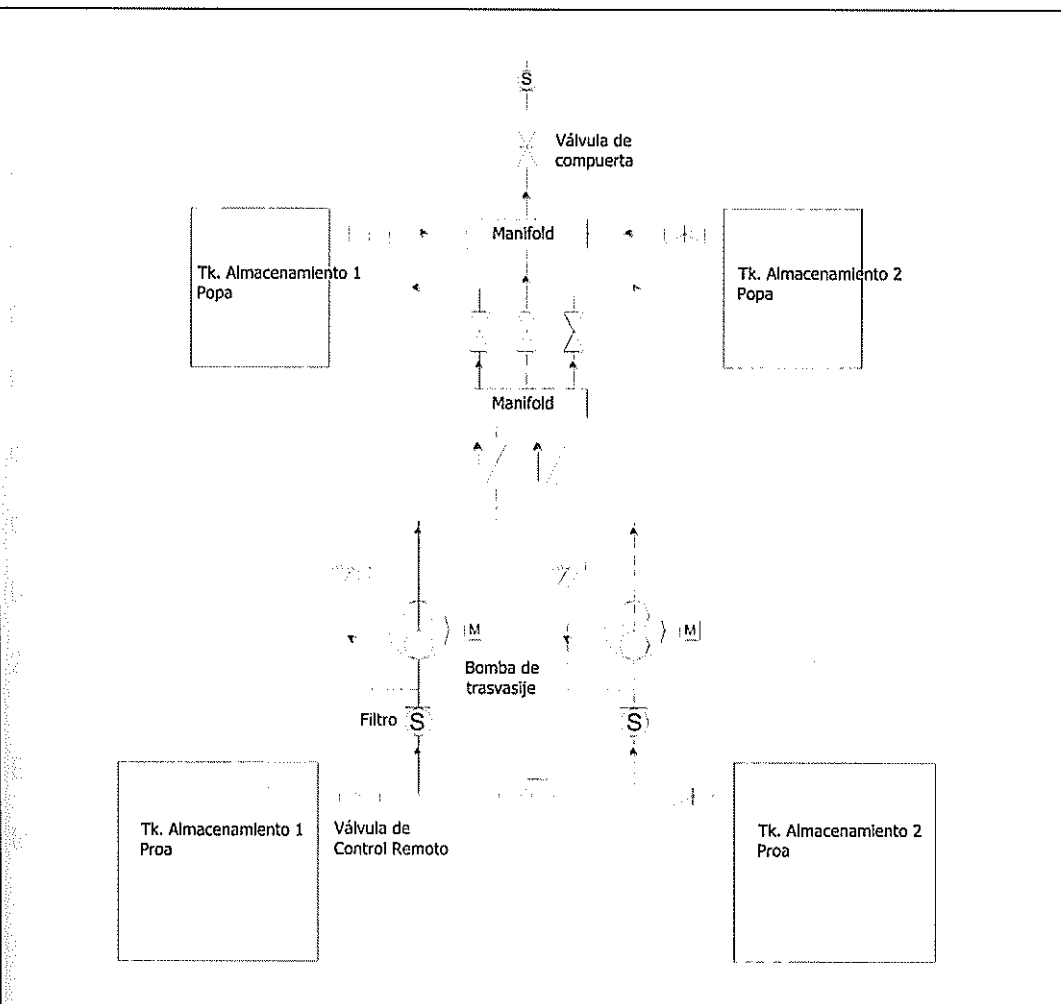 S
Válvula de
compuerta
Manifold
Tk. Almacenamiento 1
Popa
Tk. Almacenamiento 2
Popa
Manifold
M
M
Bomba de
trasvasije
Filtro
S
S
Tk. Almacenamiento 1
Proa
Válvula de
Control Remoto
Tk. Almacenamiento 2
Proa